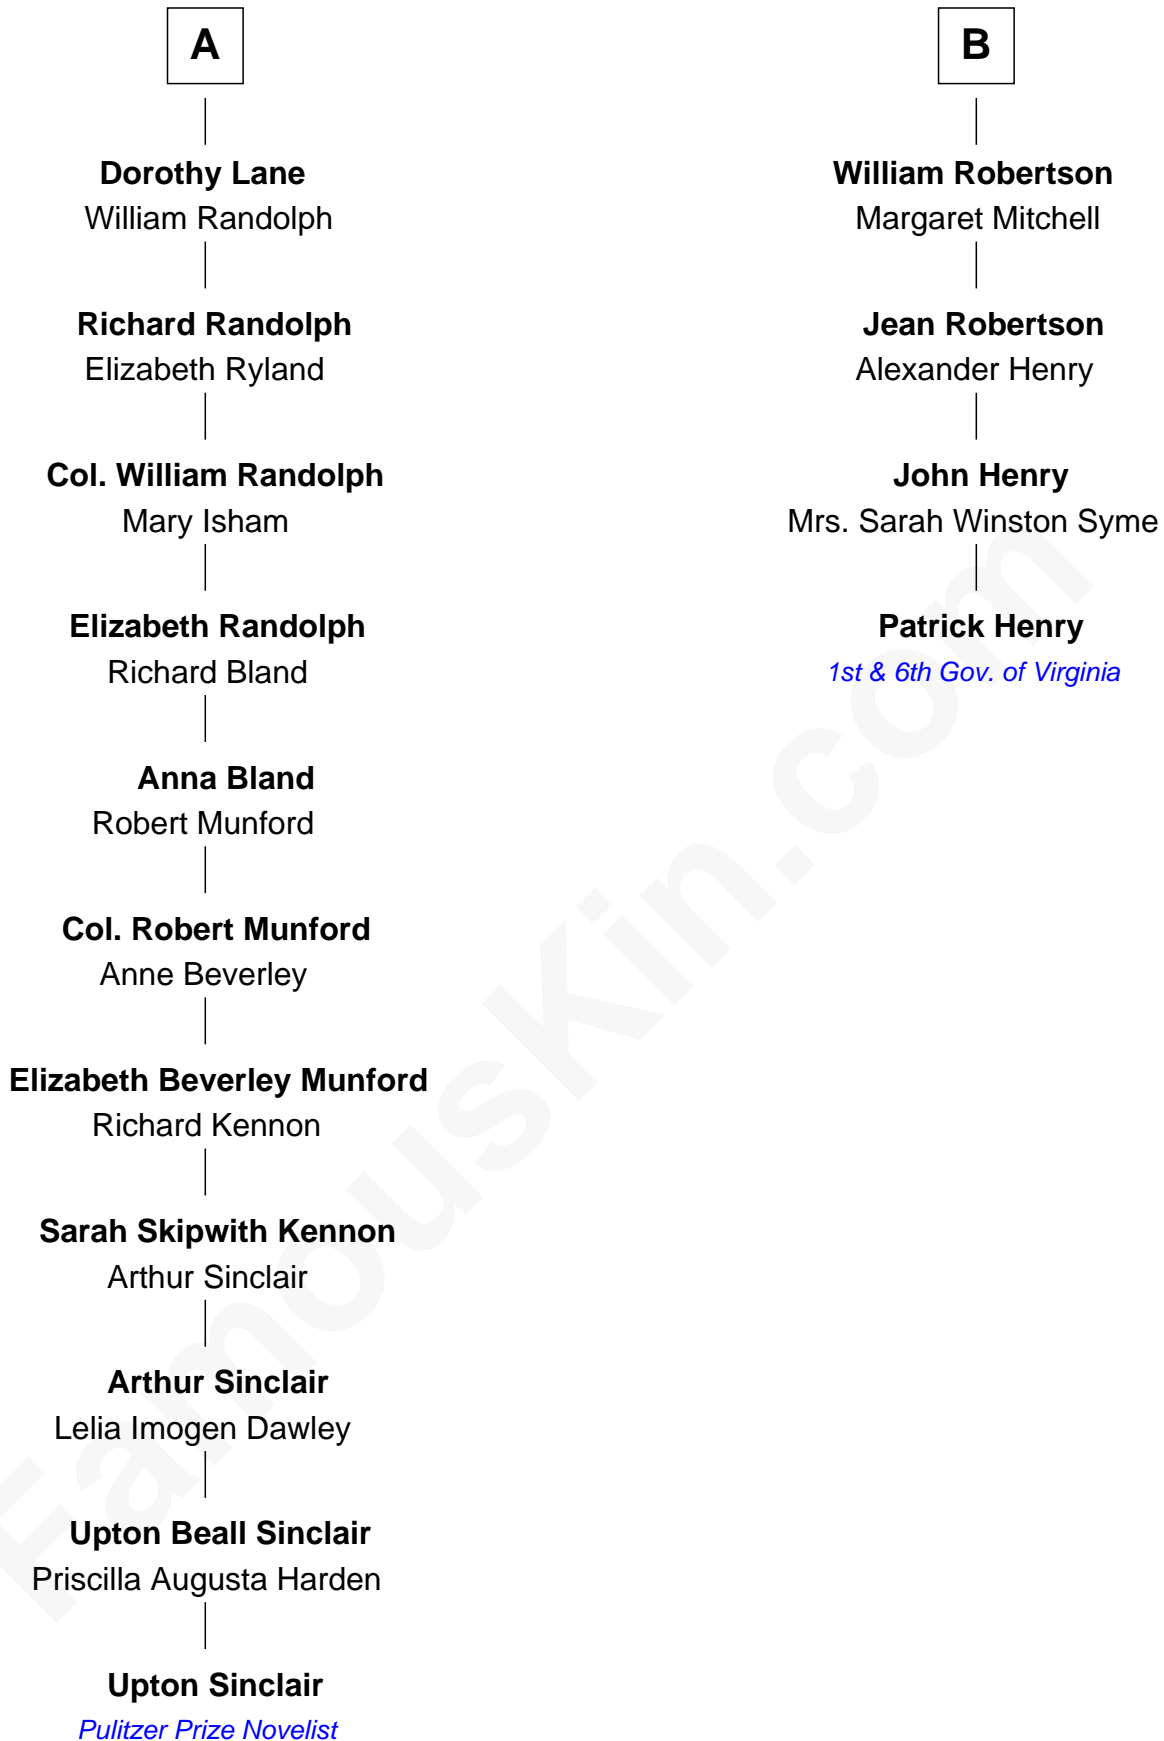 A
Dorothy Lane
William Randolph
Richard Randolph
Elizabeth Ryland
Col. William Randolph
Mary Isham
Elizabeth Randolph
Richard Bland
Anna Bland
Robert Munford
Col. Robert Munford
Anne Beverley
Elizabeth Beverley Munford
Richard Kennon
Sarah Skipwith Kennon
Arthur Sinclair
Arthur Sinclair
Lelia Imogen Dawley
Upton Beall Sinclair
Priscilla Augusta Harden
Upton Sinclair
Pulitzer Prize Novelist
B
William Robertson
Margaret Mitchell
Jean Robertson
Alexander Henry
John Henry
Mrs. Sarah Winston Syme
Patrick Henry
1st & 6th Gov. of Virginia
FamousKin.com